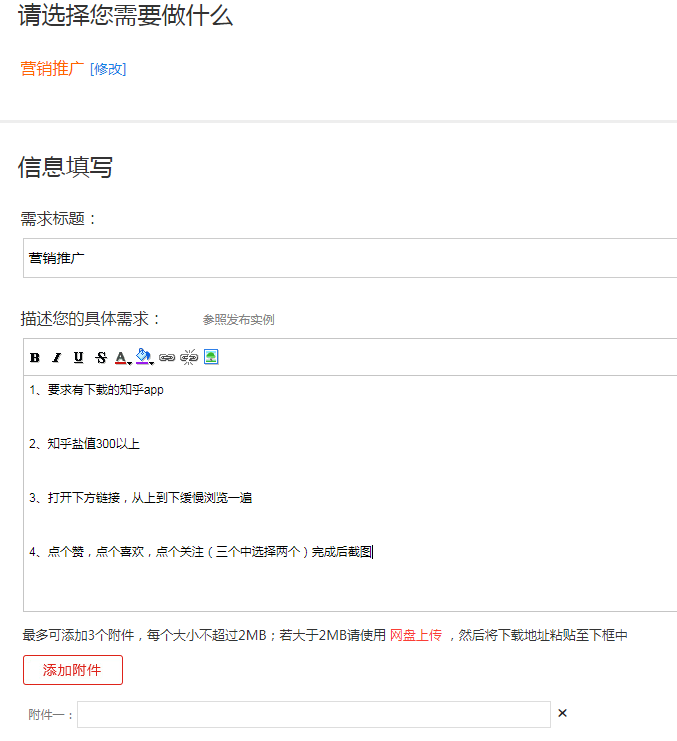 请选择您需要做什么
营销推广 [修改]
信息填写
需求标题：
营销推广
描述您的具体需求： 参照发布实例
B I U S A
1、要求有下载的知乎app
2、知乎盐值300以上
3、打开下方链接，从上到下缓慢浏览一遍
4、点个赞，点个喜欢，点个关注（三个中选择两个）完成后截图
最多可添加3个附件，每个大小不超过2MB；若大于2MB请使用 网盘上传 ，然后将下载地址粘贴至下框中
添加附件
附件一： ×